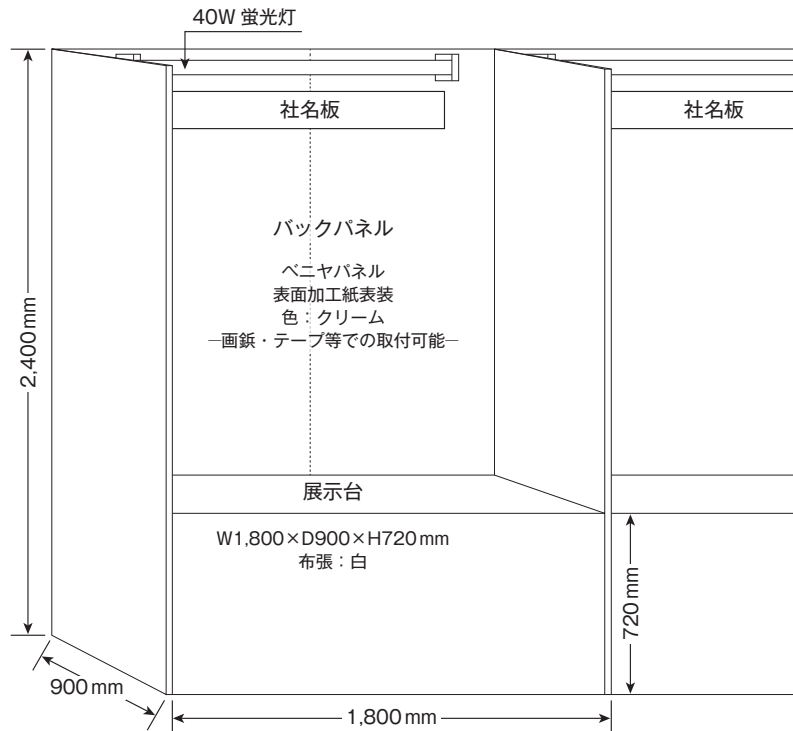 40W 蛍光灯
社名板
社名板
バックパネル
ベニヤパネル
表面加工紙表装
色：クリーム
―画鋲・テープ等での取付可能―
2,400mm
展示台
W1,800×D900×H720mm
布張：白
720mm
900mm
1,800mm